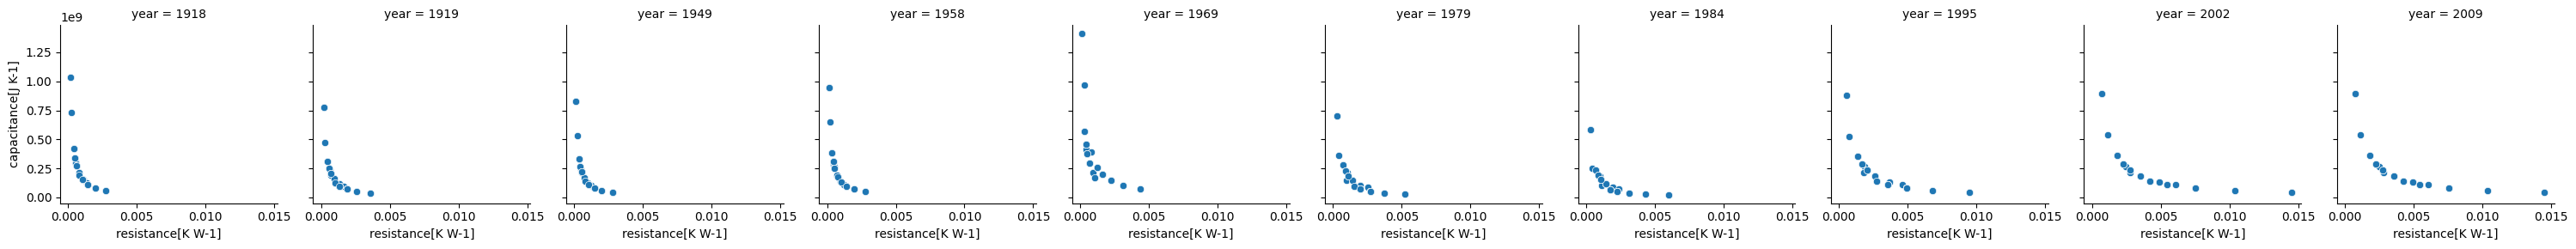 year = 1918 year = 1919 year = 1949 year = 1958 year = 1969 year = 1979 year = 1984 year = 1995 year = 2002 year = 2009
1e9
capacitance[J K-1]
1.25
1.00
0.75
0.50
0.25
0.00
0.000 0.005 0.010 0.015 0.000 0.005 0.010 0.015 0.000 0.005 0.010 0.015 0.000 0.005 0.010 0.015 0.000 0.005 0.010 0.015 0.000 0.005 0.010 0.015 0.000 0.005 0.010 0.015 0.000 0.005 0.010 0.015 0.000 0.005 0.010 0.015 0.000 0.005 0.010 0.015
resistance[K W-1] resistance[K W-1] resistance[K W-1] resistance[K W-1] resistance[K W-1] resistance[K W-1] resistance[K W-1] resistance[K W-1] resistance[K W-1] resistance[K W-1]